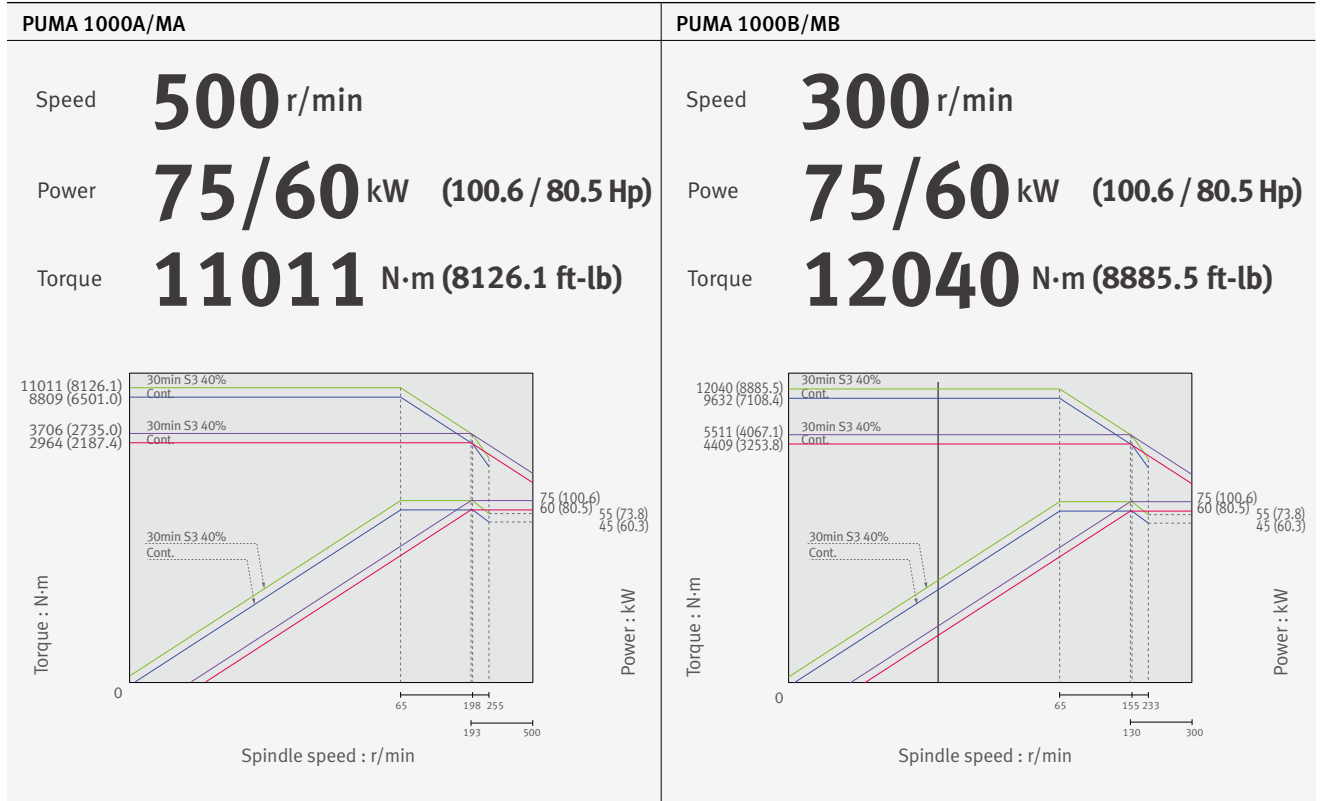 PUMA 1000A/MA
Speed 500 r/min
Power 75/60 kW (100.6 / 80.5 Hp)
Torque 11011 N·m (8126.1 ft-lb)
11011 (8126.1)
8809 (6501.0)
3706 (2735.0)
2964 (2187.4)
30min S3 40%
Cont.
30min S3 40%
Cont.
30min S3 40%
Cont.
75 (100.6)
60 (80.5)
55 (73.8)
45 (60.3)
Torque : N·m
Power : kW
0
65 198 255
193 500
Spindle speed : r/min
PUMA 1000B/MB
Speed 300 r/min
Powe 75/60 kW (100.6 / 80.5 Hp)
Torque 12040 N·m (8885.5 ft-lb)
12040 (8885.5)
9632 (7108.4)
5511 (4067.1)
4409 (3253.8)
30min S3 40%
Cont.
30min S3 40%
Cont.
30min S3 40%
Cont.
75 (100.6)
60 (80.5)
55 (73.8)
45 (60.3)
Torque : N·m
Power : kW
0
65 155 233
130 300
Spindle speed : r/min